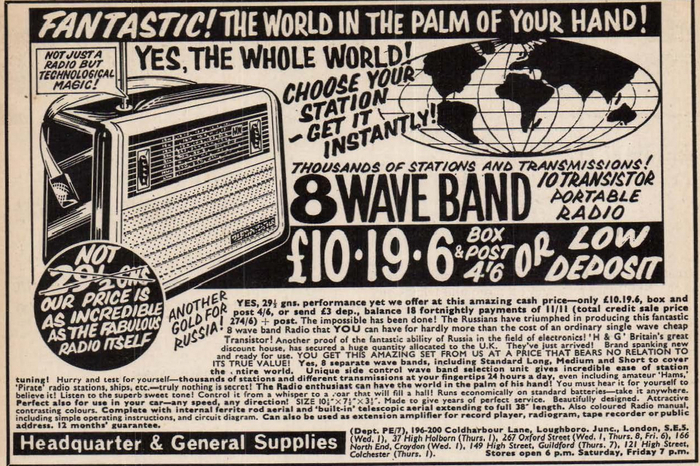 FANTASTIC! THE WORLD IN THE PALM OF YOUR HAND!
NOT JUST A
RADIO BUT
TECHNOLOGICAL
MAGIC!
YES, THE WHOLE WORLD!
CHOOSE YOUR
STATION
- GET IT
INSTANTLY!
THOUSANDS OF STATIONS AND TRANSMISSIONS!
8 WAVE BAND
10 TRANSISTOR
PORTABLE
RADIO
£10·19·6 BOX & POST 4'6 OR LOW DEPOSIT
NOT
29½ GNS
OUR PRICE IS
AS INCREDIBLE
AS THE FABULOUS
RADIO ITSELF
ANOTHER
GOLD FOR
RUSSIA!
YES, 29½ gns. performance yet we offer at this amazing cash price—only £10.19.6, box and
post 4/6, or send £3 dep., balance 18 fortnightly payments of 11/11 (total credit sale price
274/6) + post. The impossible has been done! The Russians have triumphed in producing this fantastic
8 wave band Radio that YOU can have for hardly more than the cost of an ordinary single wave cheap
Transistor! Another proof of the fantastic ability of Russia in the field of electronics! 'H & G' Britain's great
discount house, has secured a huge quantity allocated to the U.K. They've just arrived! Brand spanking new
and ready for use. YOU GET THIS AMAZING SET FROM US AT A PRICE THAT BEARS NO RELATION TO
ITS TRUE VALUE! Yes, 8 separate wave bands, including Standard Long, Medium and Short to cover
the entire world. Unique side control wave band selection unit gives incredible ease of station
tuning! Hurry and test for yourself—thousands of stations and different transmissions at your fingertips 24 hours a day, even including amateur 'Hams,
'Pirate' radio stations, ships, etc.—truly nothing is secret! The Radio enthusiast can have the world in the palm of his hand! You must hear it for yourself to
believe it! Listen to the superb sweet tone! Control is from a whisper to a roar that will fill a hall! Runs economically on standard batteries—take it anywhere.
Perfect also for use in your car—any speed, any direction! SIZE 10¼" x 7½" x 3½". Made to give years of perfect service. Beautifully designed. Attractive
contrasting colours. Complete with internal ferrite rod aerial and 'built-in' telescopic aerial extending to full 38" length. Also coloured Radio manual,
including simple operating instructions, and circuit diagram. Can also be used as extension amplifier for record player, radiogram, tape recorder or public
address. 12 months' guarantee.
Headquarter & General Supplies
(Dept. PE/7), 196-200 Coldharbour Lane, Loughboro. Junc., London, S.E.5.
(Wed. 1), 37 High Holborn (Thurs. 1), 267 Oxford Street (Wed. 1, Thurs. 8, Fri. 6), 166
North End, Croydon (Wed. 1), 149 High Street, Guildford (Thurs. 7), 121 High Street,
Colchester (Thurs. 1). Stores open 6 p.m. Saturday, Friday 7 p.m.